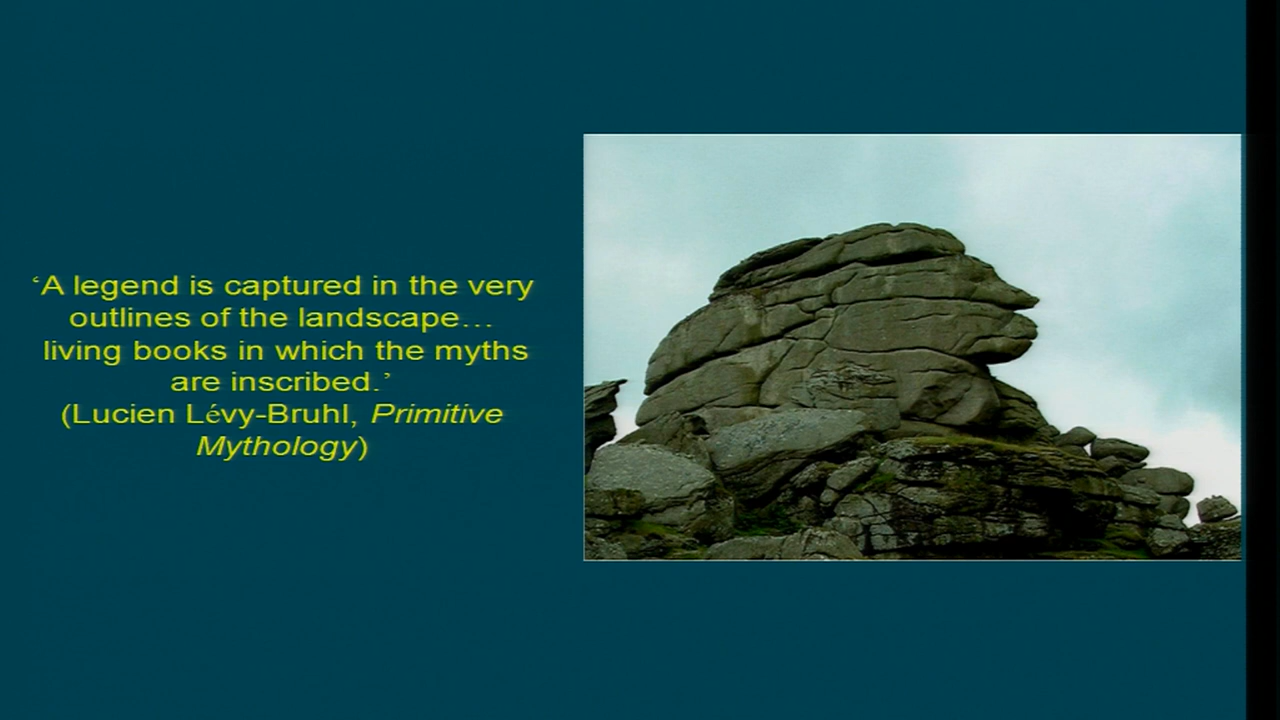 ‘A legend is captured in the very
outlines of the landscape…
living books in which the myths
are inscribed.’
(Lucien Lévy-Bruhl, Primitive
Mythology)